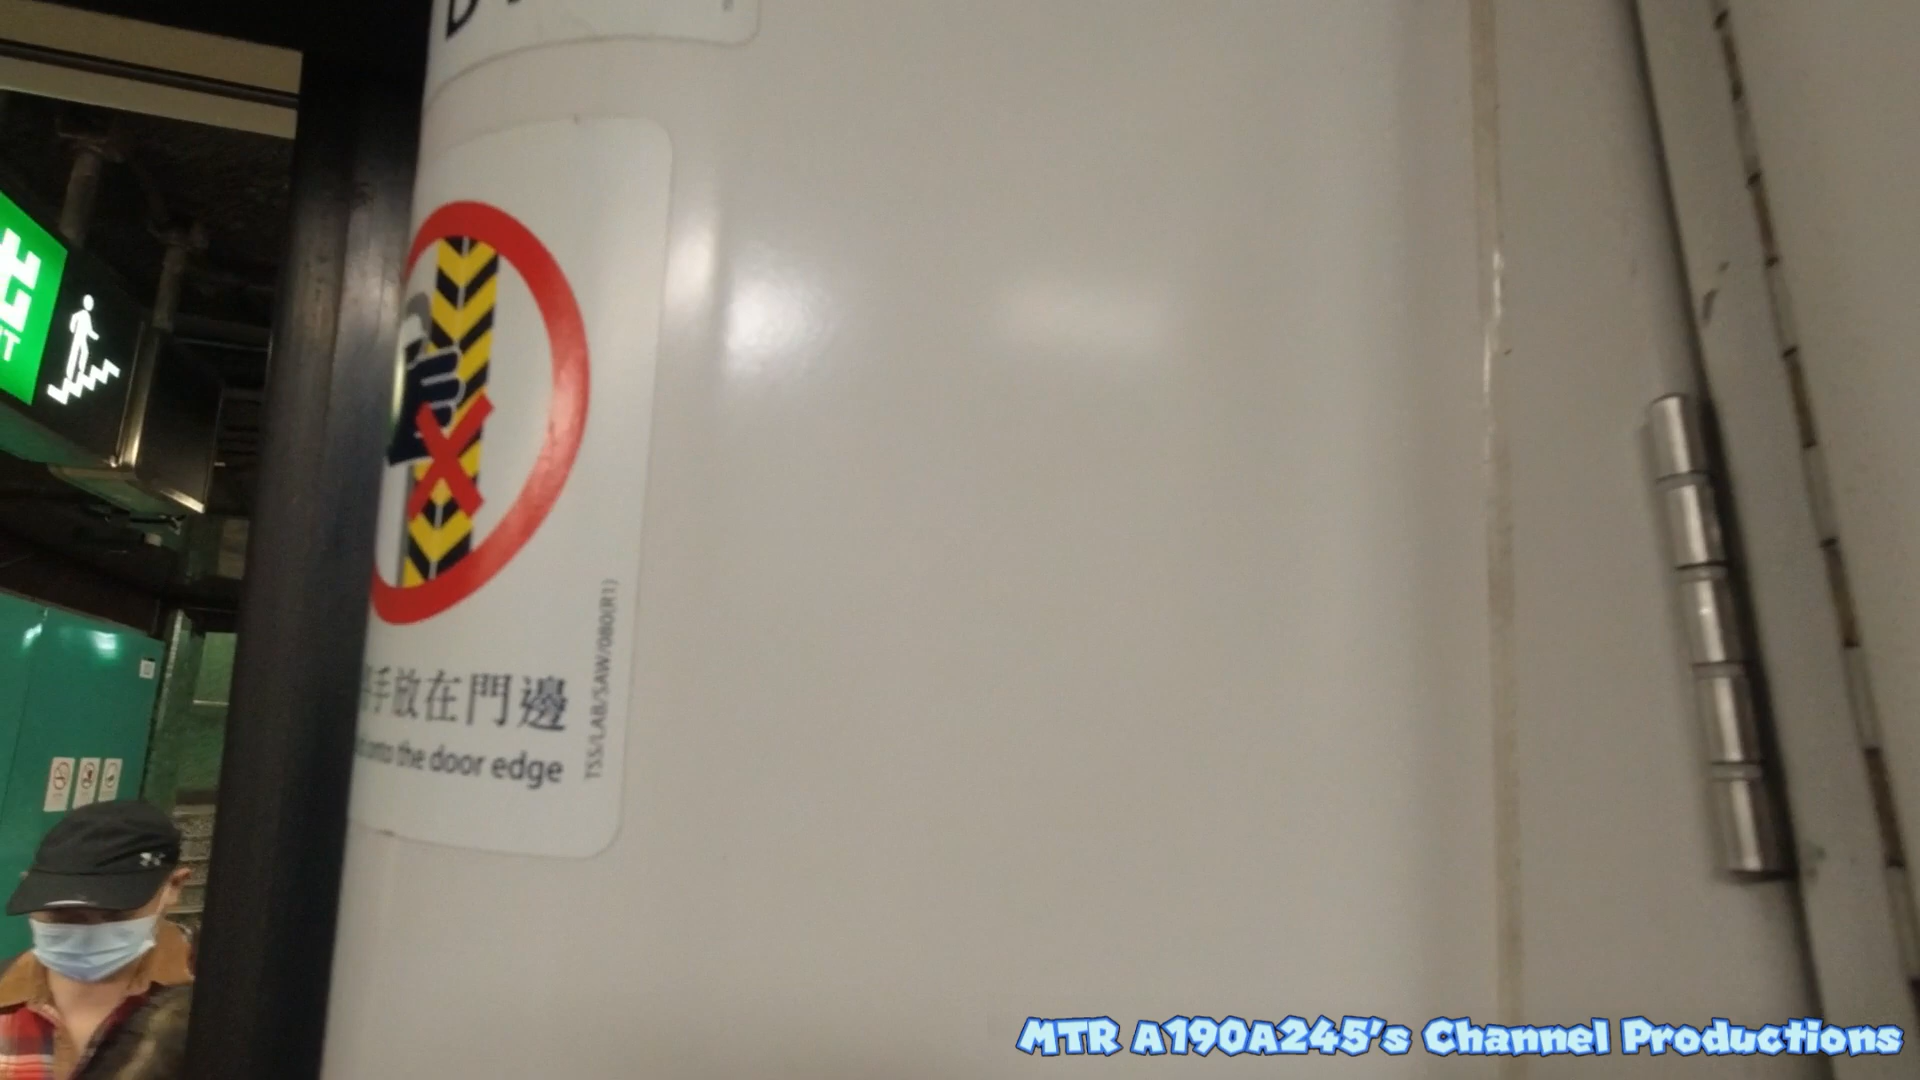 手放在門邊
onto the door edge
TSS/LAB/SAW/080(R1)
MTR A190A245's Channel Productions